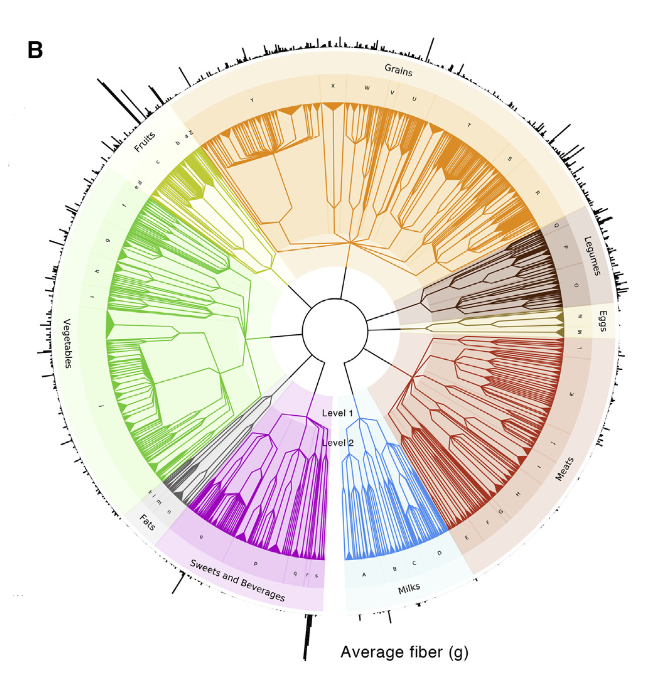 B
Grains
Y
X
W
V
U
T
S
R
Q
P
O
Legumes
N
M
Eggs
L
K
J
I
H
G
F
E
Meats
D
C
B
A
Milks
Level 1
Level 2
s
r
q
p
Sweets and Beverages
n
m
l
Fats
j
i
h
g
f
Vegetables
e
d
c
b
a
Z
Fruits
Average fiber (g)